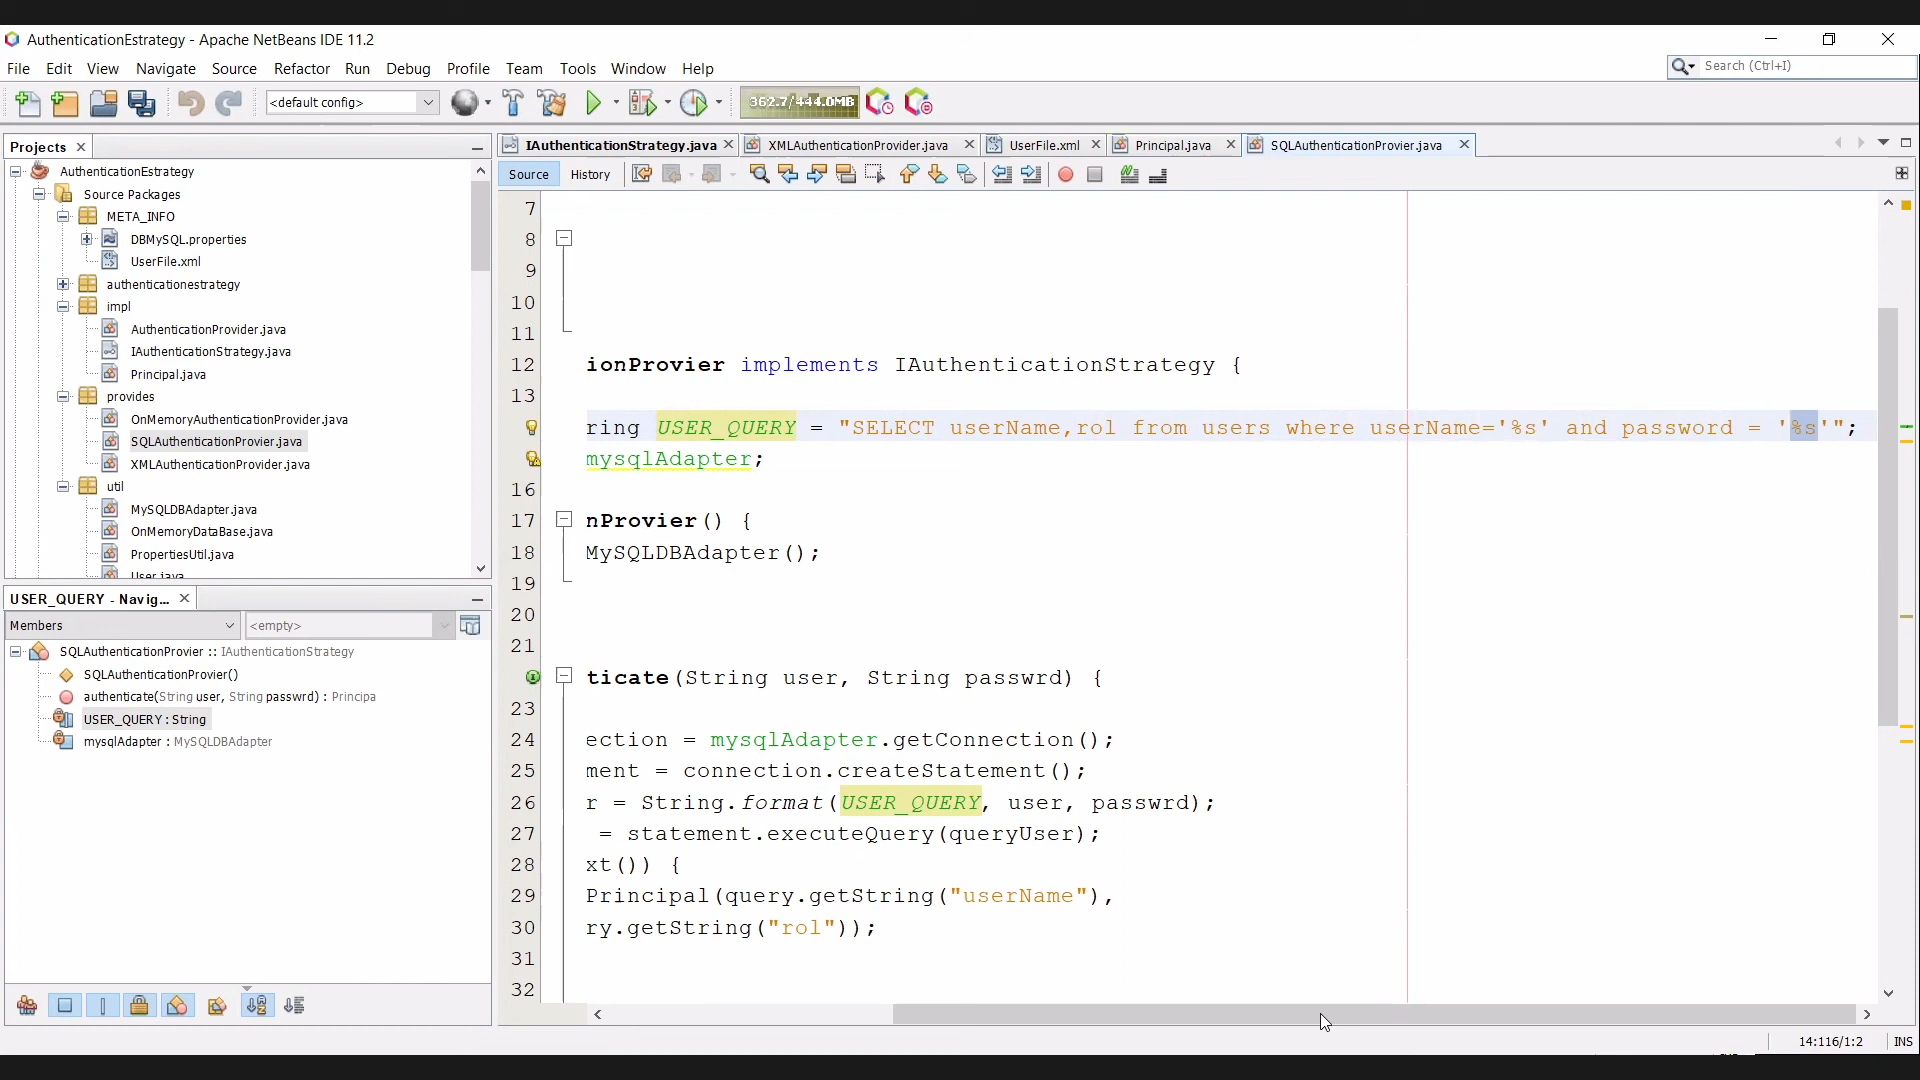 AuthenticationEstrategy - Apache NetBeans IDE 11.2
File Edit View Navigate Source Refactor Run Debug Profile Team Tools Window Help
Search (Ctrl+I)
<default config>
362.7/444.0MB
Projects
IAuthenticationStrategy.java XMLAuthenticationProvider.java UserFile.xml Principal.java SQLAuthenticationProvier.java
Source History
AuthenticationEstrategy
Source Packages
META_INFO
DBMySQL.properties
UserFile.xml
authenticationestrategy
impl
AuthenticationProvider.java
IAuthenticationStrategy.java
Principal.java
provides
OnMemoryAuthenticationProvider.java
SQLAuthenticationProvier.java
XMLAuthenticationProvider.java
util
MySQLDBAdapter.java
OnMemoryDataBase.java
PropertiesUtil.java
User.java
USER_QUERY - Navig...
Members <empty>
SQLAuthenticationProvier :: IAuthenticationStrategy
SQLAuthenticationProvier()
authenticate(String user, String passwrd) : Principa
USER_QUERY : String
mysqlAdapter : MySQLDBAdapter
7
8
9
10
11
12 ionProvier implements IAuthenticationStrategy {
13
ring USER_QUERY = "SELECT userName,rol from users where userName='%s' and password = '%s'";
mysqlAdapter;
16
17 nProvier() {
18 MySQLDBAdapter();
19
20
21
ticate(String user, String passwrd) {
23
24 ection = mysqlAdapter.getConnection();
25 ment = connection.createStatement();
26 r = String.format(USER_QUERY, user, passwrd);
27 = statement.executeQuery(queryUser);
28 xt()) {
29 Principal(query.getString("userName"),
30 ry.getString("rol"));
31
32
14:116/1:2 INS